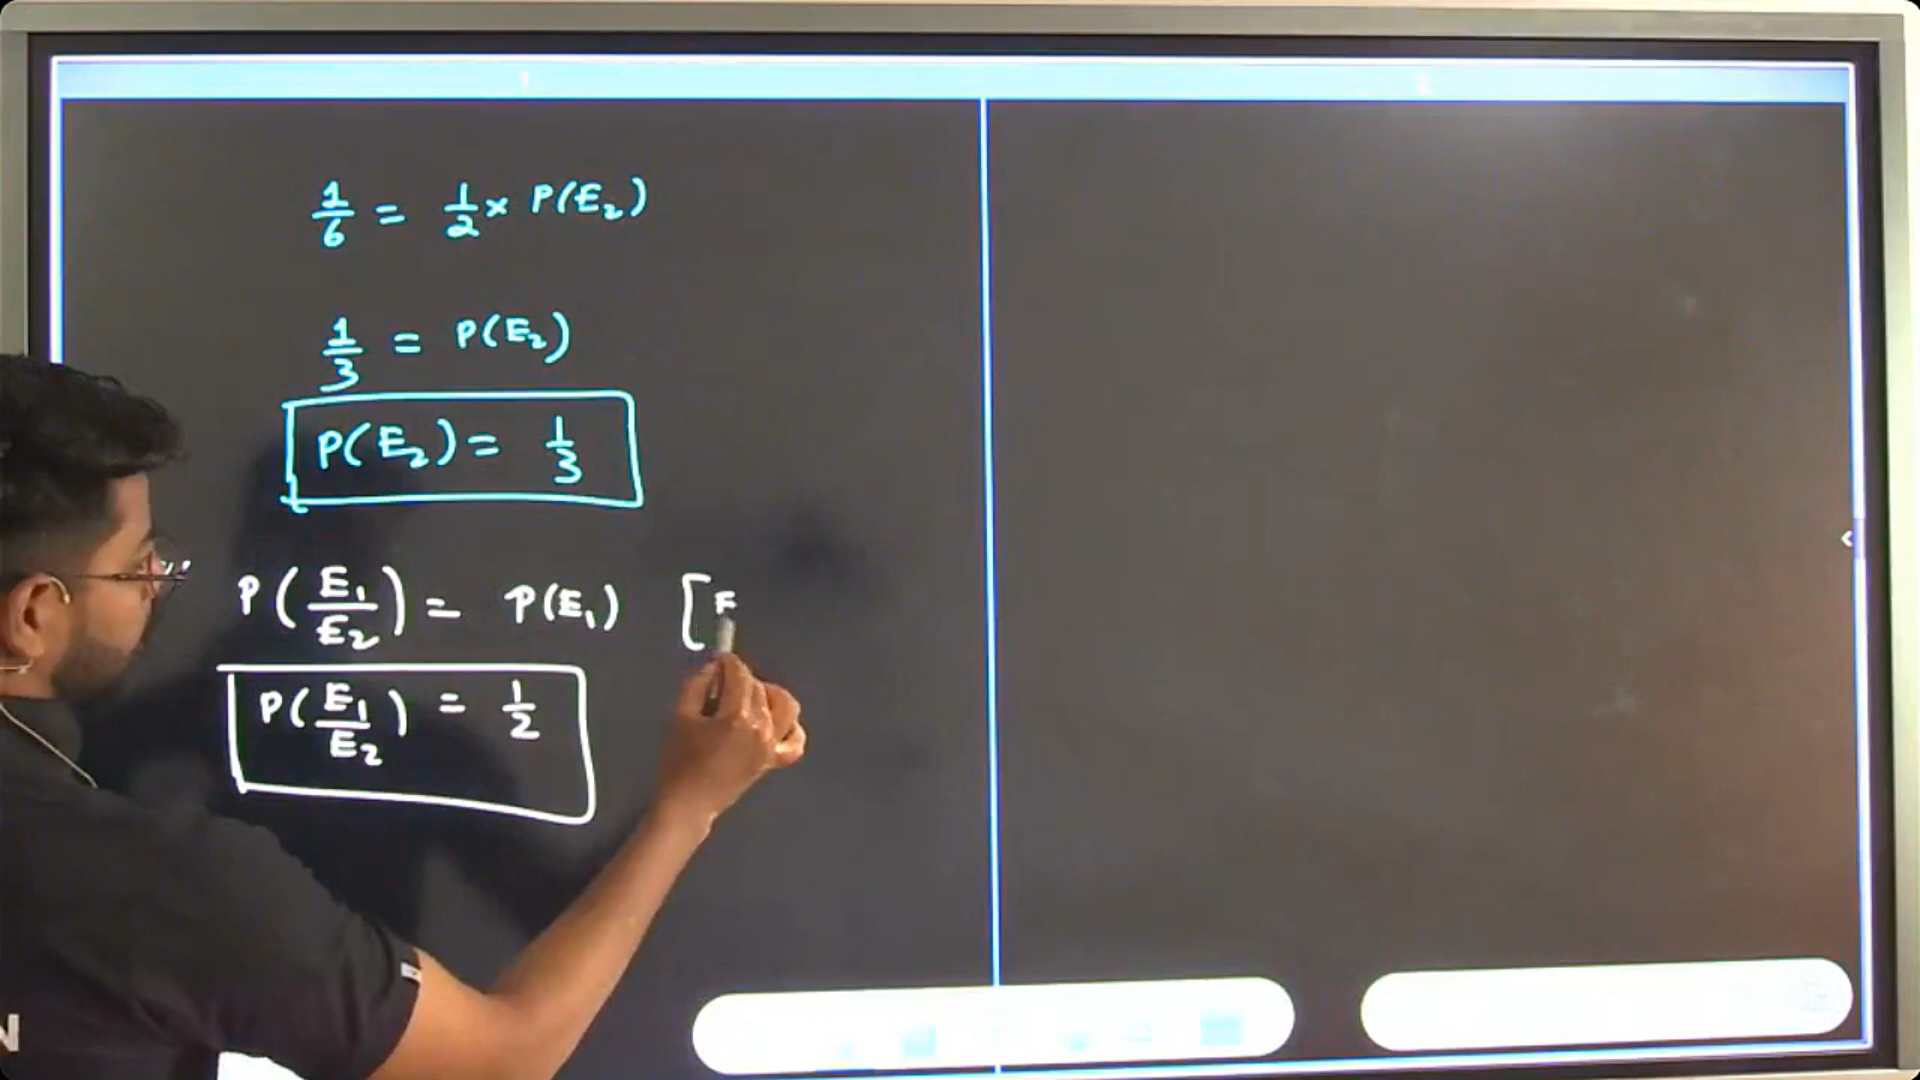 1/6 = 1/2 × P(E₂)
1/3 = P(E₂)
P(E₂) = 1/3
P(E₁/E₂) = P(E₁) [
P(E₁/E₂) = 1/2
N